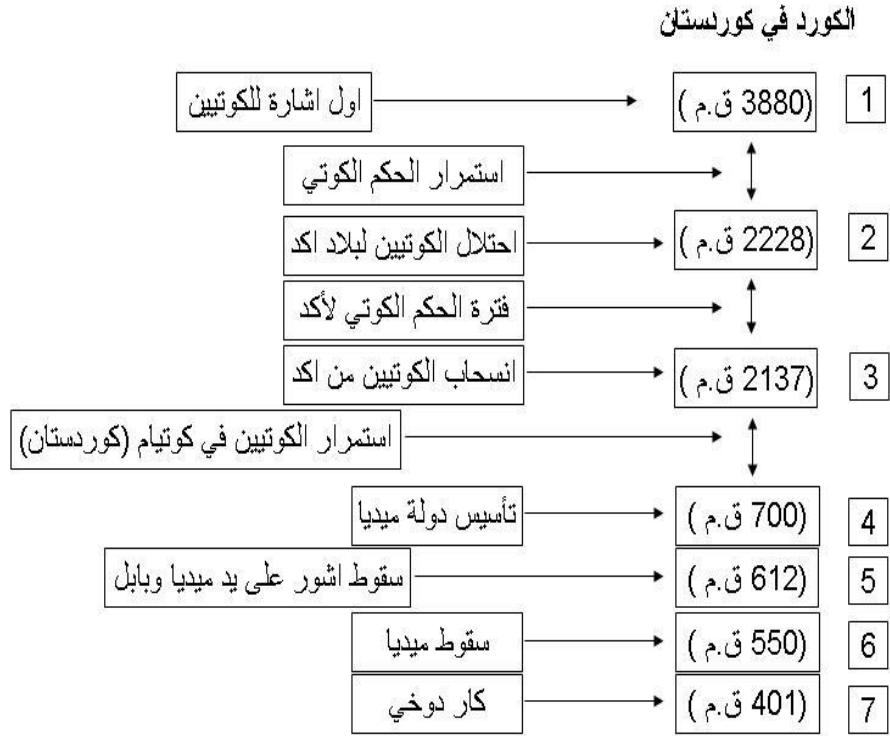 الكورد في كوردستان
1 (3880 ق.م ) اول اشارة للكوتيين
استمرار الحكم الكوتي
2 (2228 ق.م ) احتلال الكوتيين لبلاد اكد
فترة الحكم الكوتي لأكد
3 (2137 ق.م ) انسحاب الكوتيين من اكد
استمرار الكوتيين في كوتيام (كوردستان)
4 (700 ق.م ) تأسيس دولة ميديا
5 (612 ق.م ) سقوط اشور على يد ميديا وبابل
6 (550 ق.م ) سقوط ميديا
7 (401 ق.م ) كار دوخي